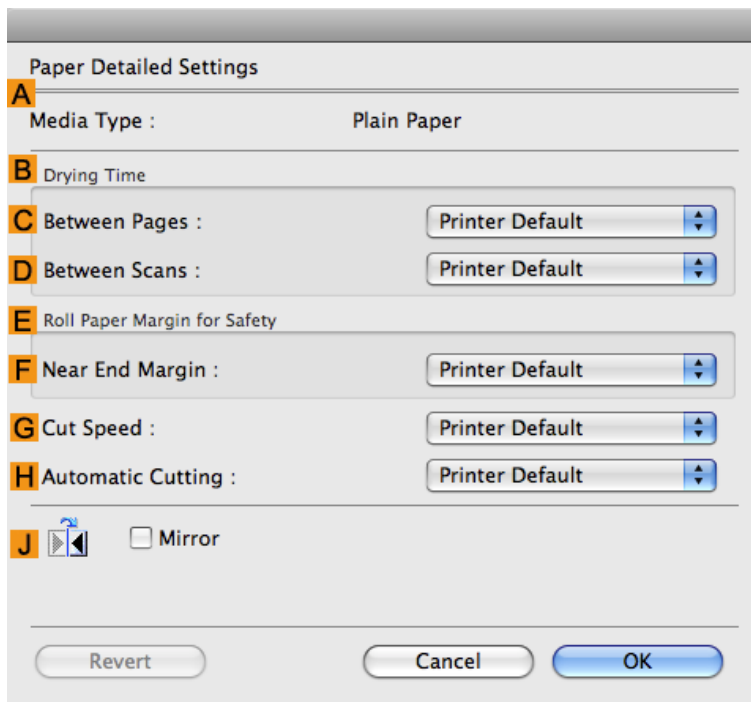 Paper Detailed Settings
A
Media Type : Plain Paper
B Drying Time
C Between Pages : Printer Default
D Between Scans : Printer Default
E Roll Paper Margin for Safety
F Near End Margin : Printer Default
G Cut Speed : Printer Default
H Automatic Cutting : Printer Default
J Mirror
Revert Cancel OK